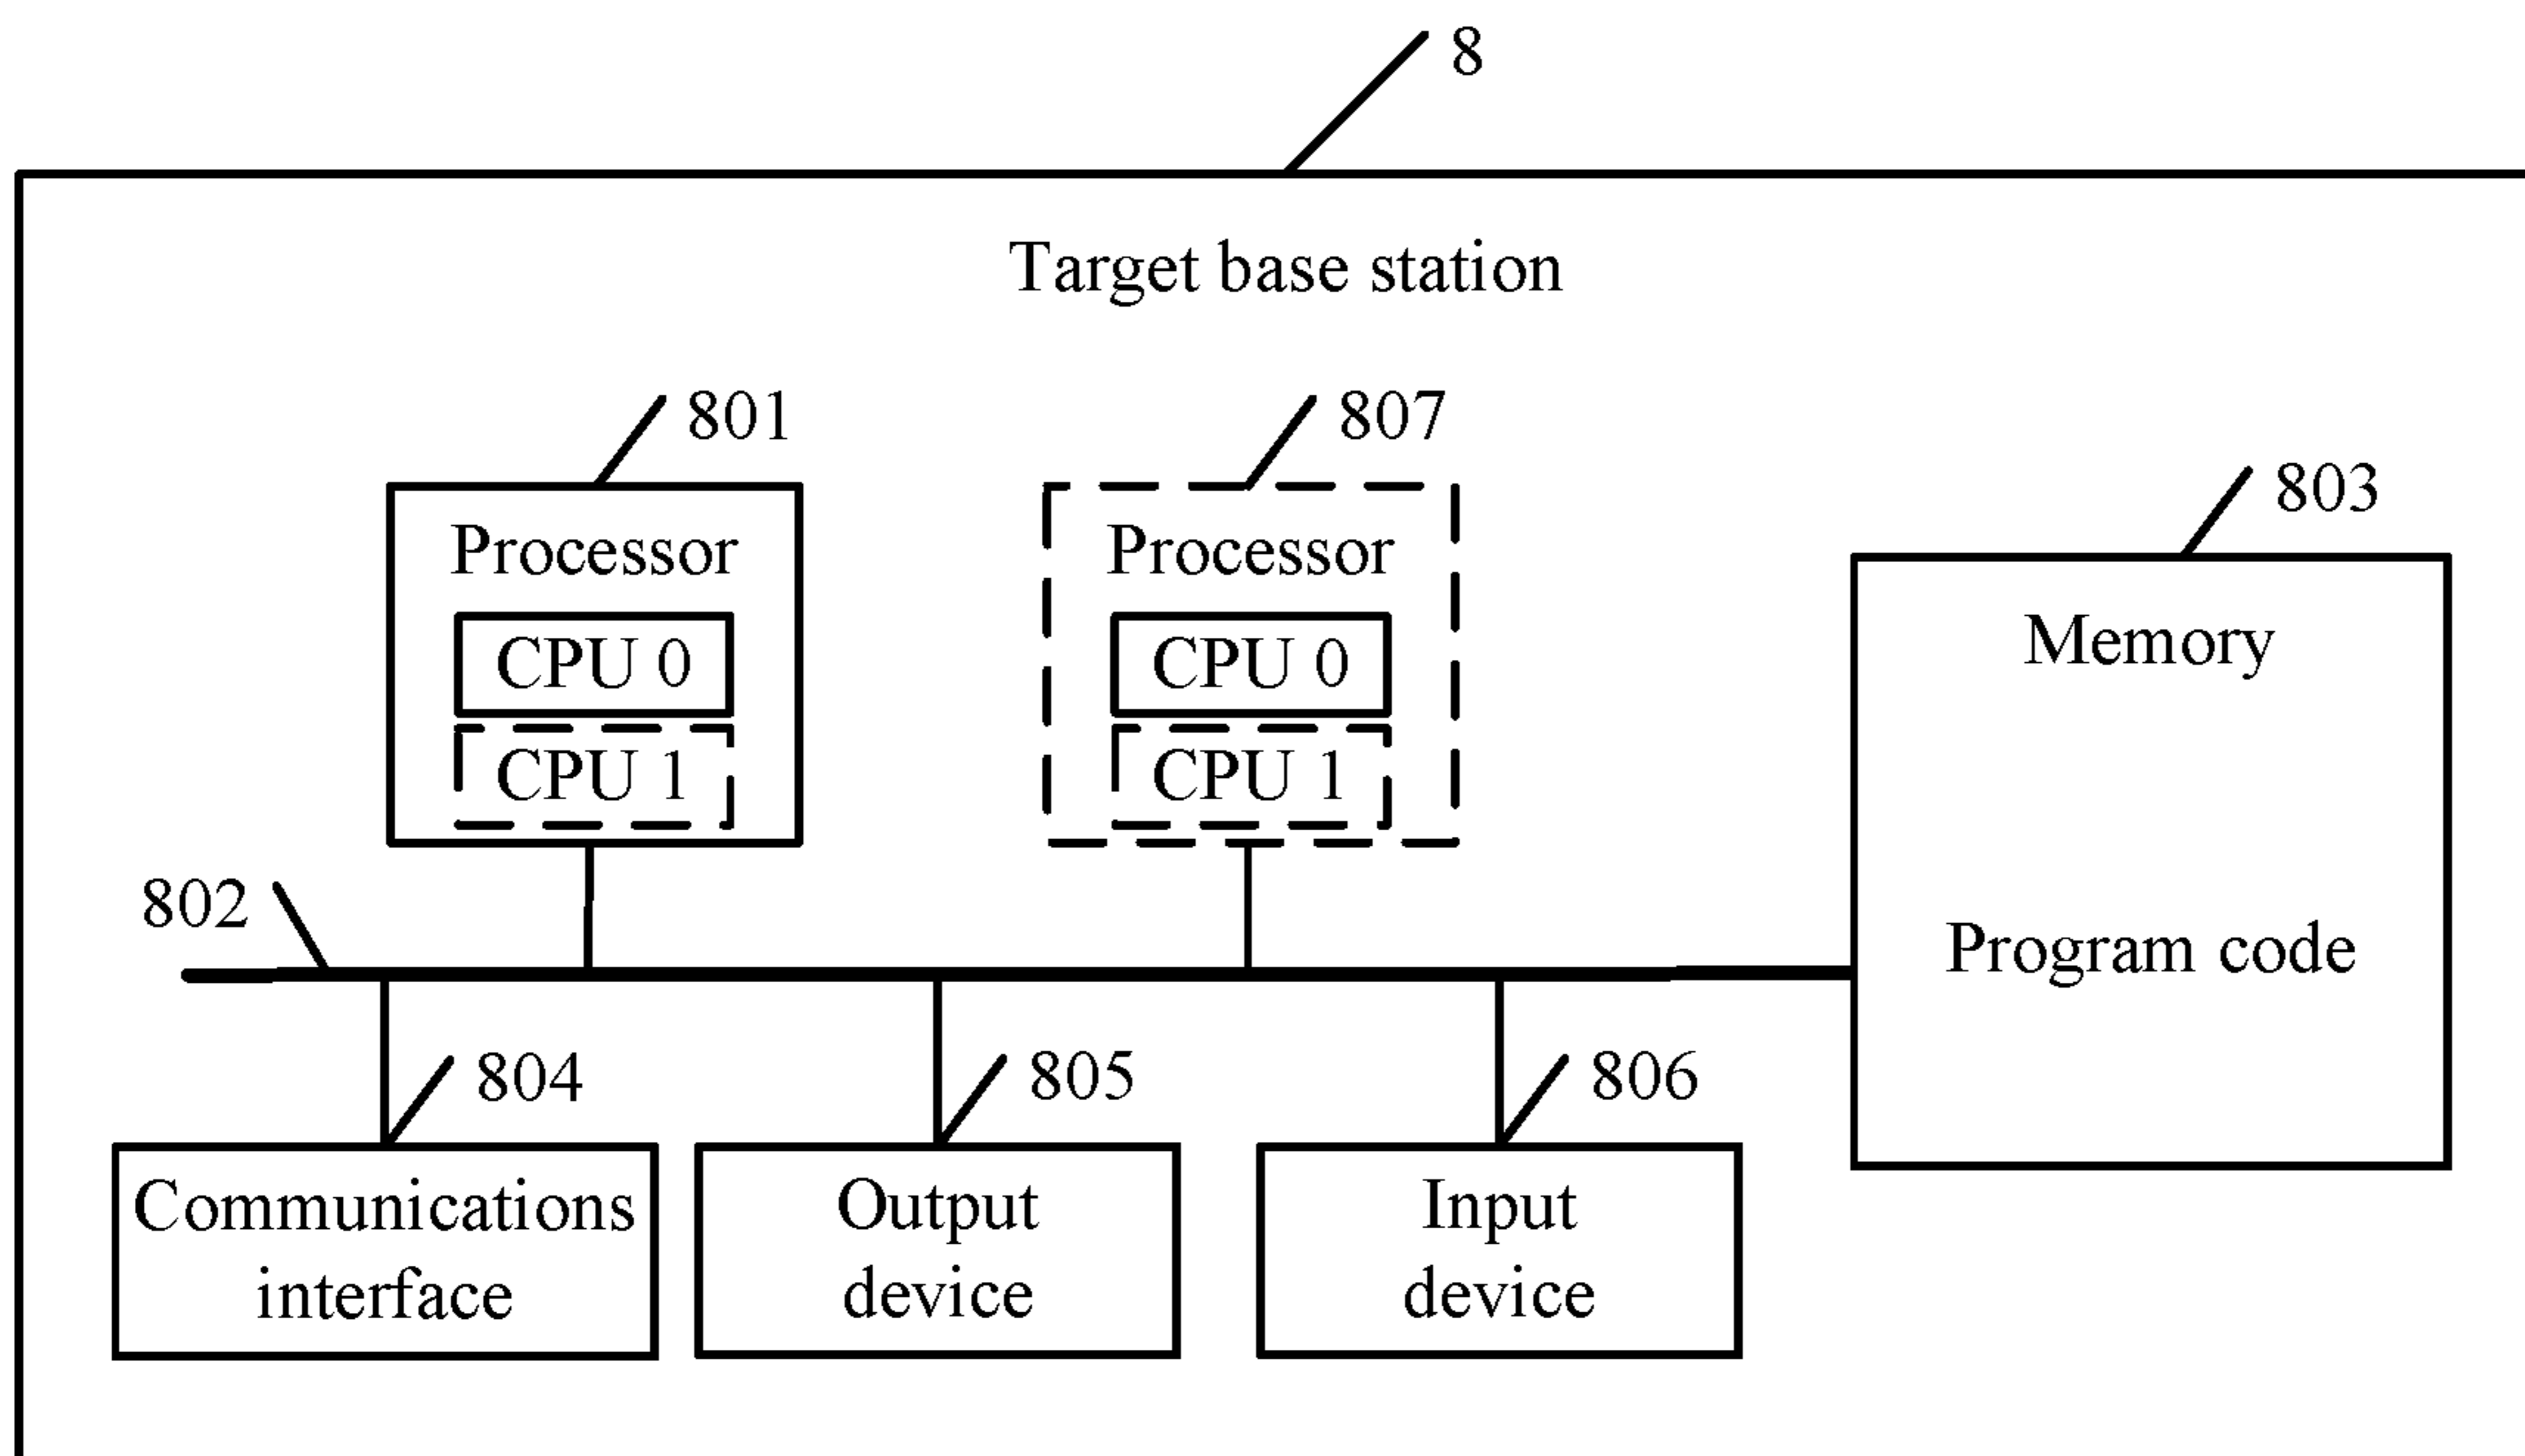 8
Target base station
801
807
803
Processor
CPU 0
CPU 1
Processor
CPU 0
CPU 1
Memory
Program code
802
804
805
806
Communications
interface
Output
device
Input
device